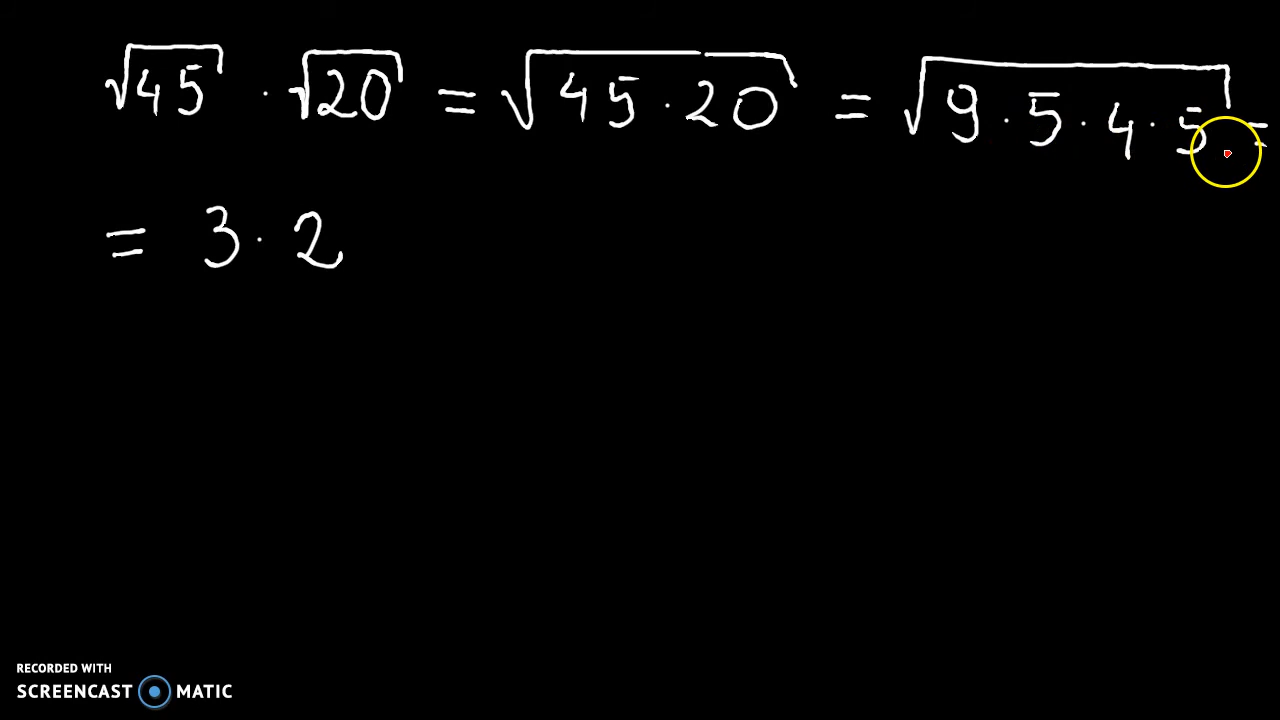 √45 · √20 = √45 · 20 = √9 · 5 · 4 · 5 =
= 3 · 2
RECORDED WITH
SCREENCAST MATIC